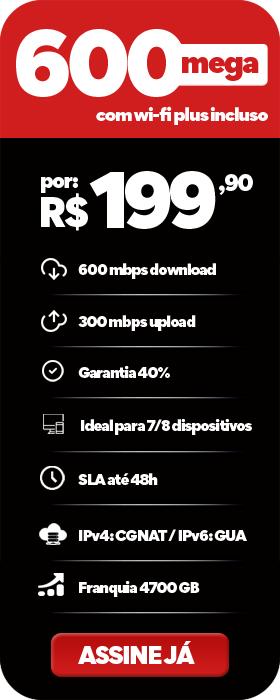 600 mega
com wi-fi plus incluso
por:
R$ 199,90
600 mbps download
300 mbps upload
Garantia 40%
Ideal para 7/8 dispositivos
SLA até 48h
IPv4: CGNAT / IPv6: GUA
Franquia 4700 GB
ASSINE JÁ